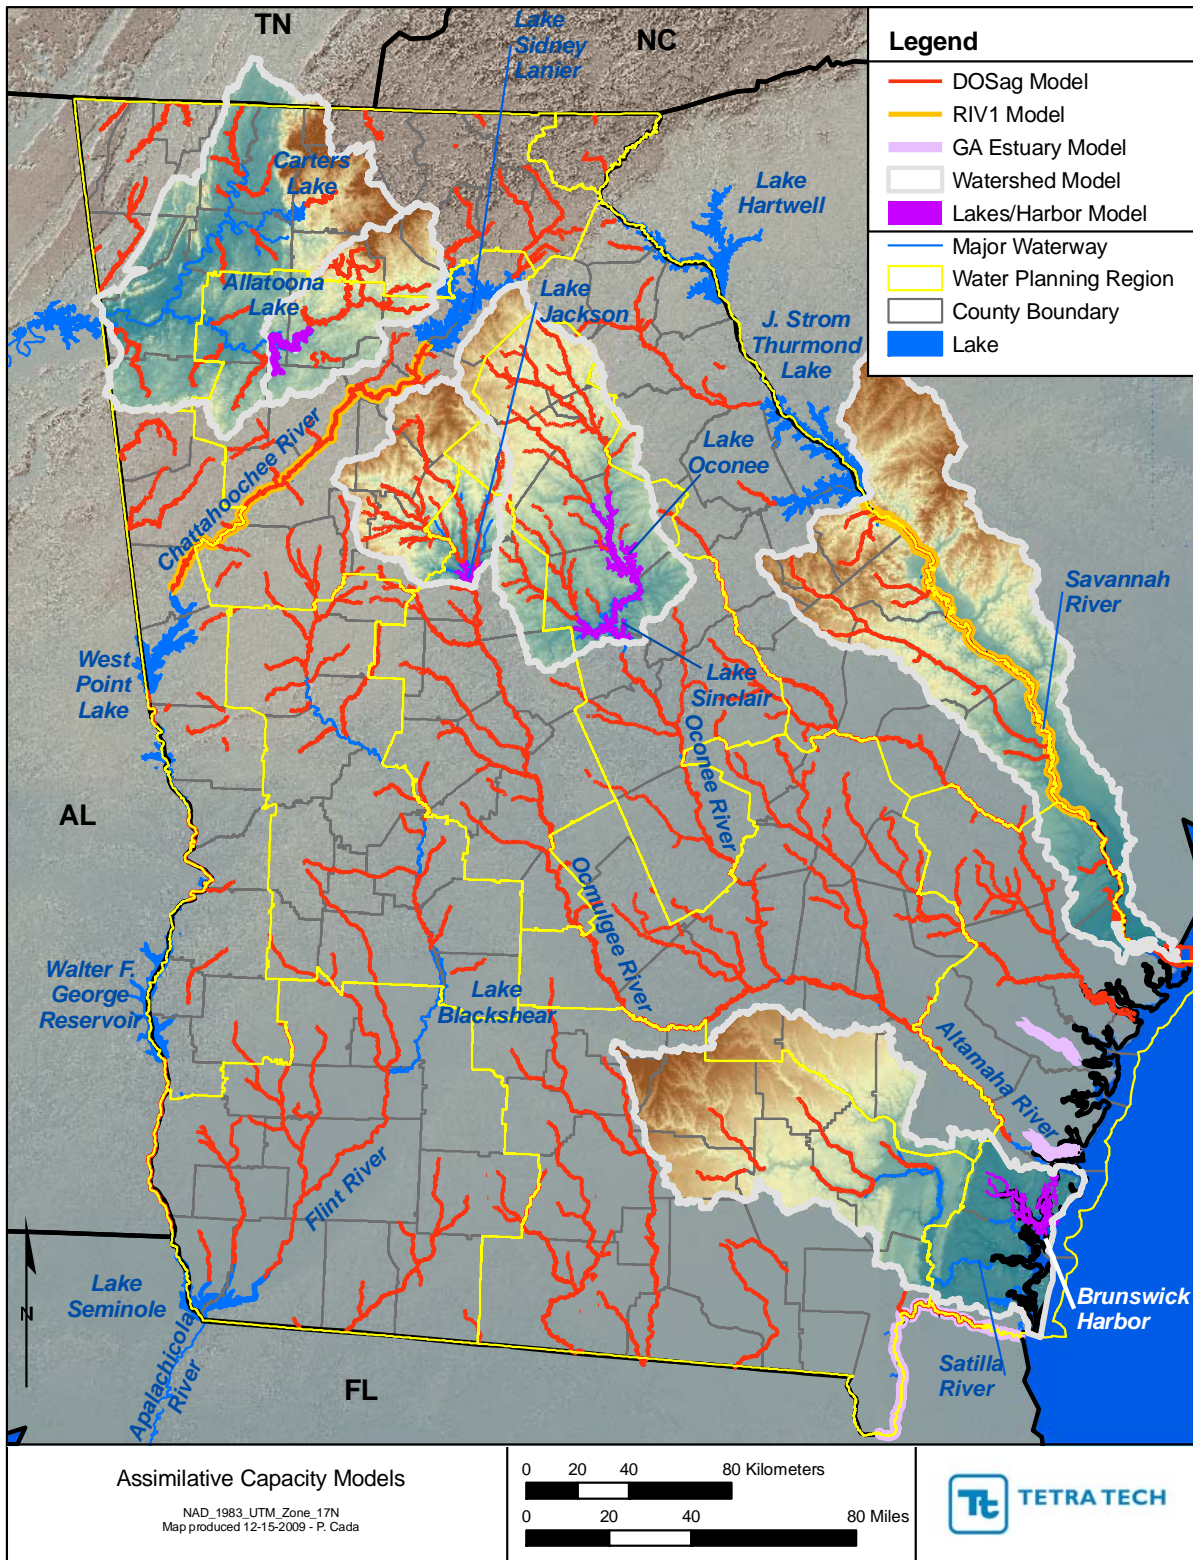 TN
NC
Lake
Sidney
Lanier
Legend
DOSag Model
RIV1 Model
GA Estuary Model
Watershed Model
Lakes/Harbor Model
Major Waterway
Water Planning Region
County Boundary
Lake
Carters
Lake
Lake
Hartwell
Allatoona
Lake
Lake
Jackson
J. Strom
Thurmond
Lake
Chattahoochee River
Lake
Oconee
Savannah
River
West
Point
Lake
Lake
Sinclair
Oconee River
AL
Ocmulgee River
Walter F.
George
Reservoir
Lake
Blackshear
Altamaha River
Flint River
Lake
Seminole
N
Brunswick
Harbor
Apalachicola
River
FL
Satilla
River
Assimilative Capacity Models
NAD_1983_UTM_Zone_17N
Map produced 12-15-2009 - P. Cada
0 20 40 80 Kilometers
0 20 40 80 Miles
Tt TETRA TECH